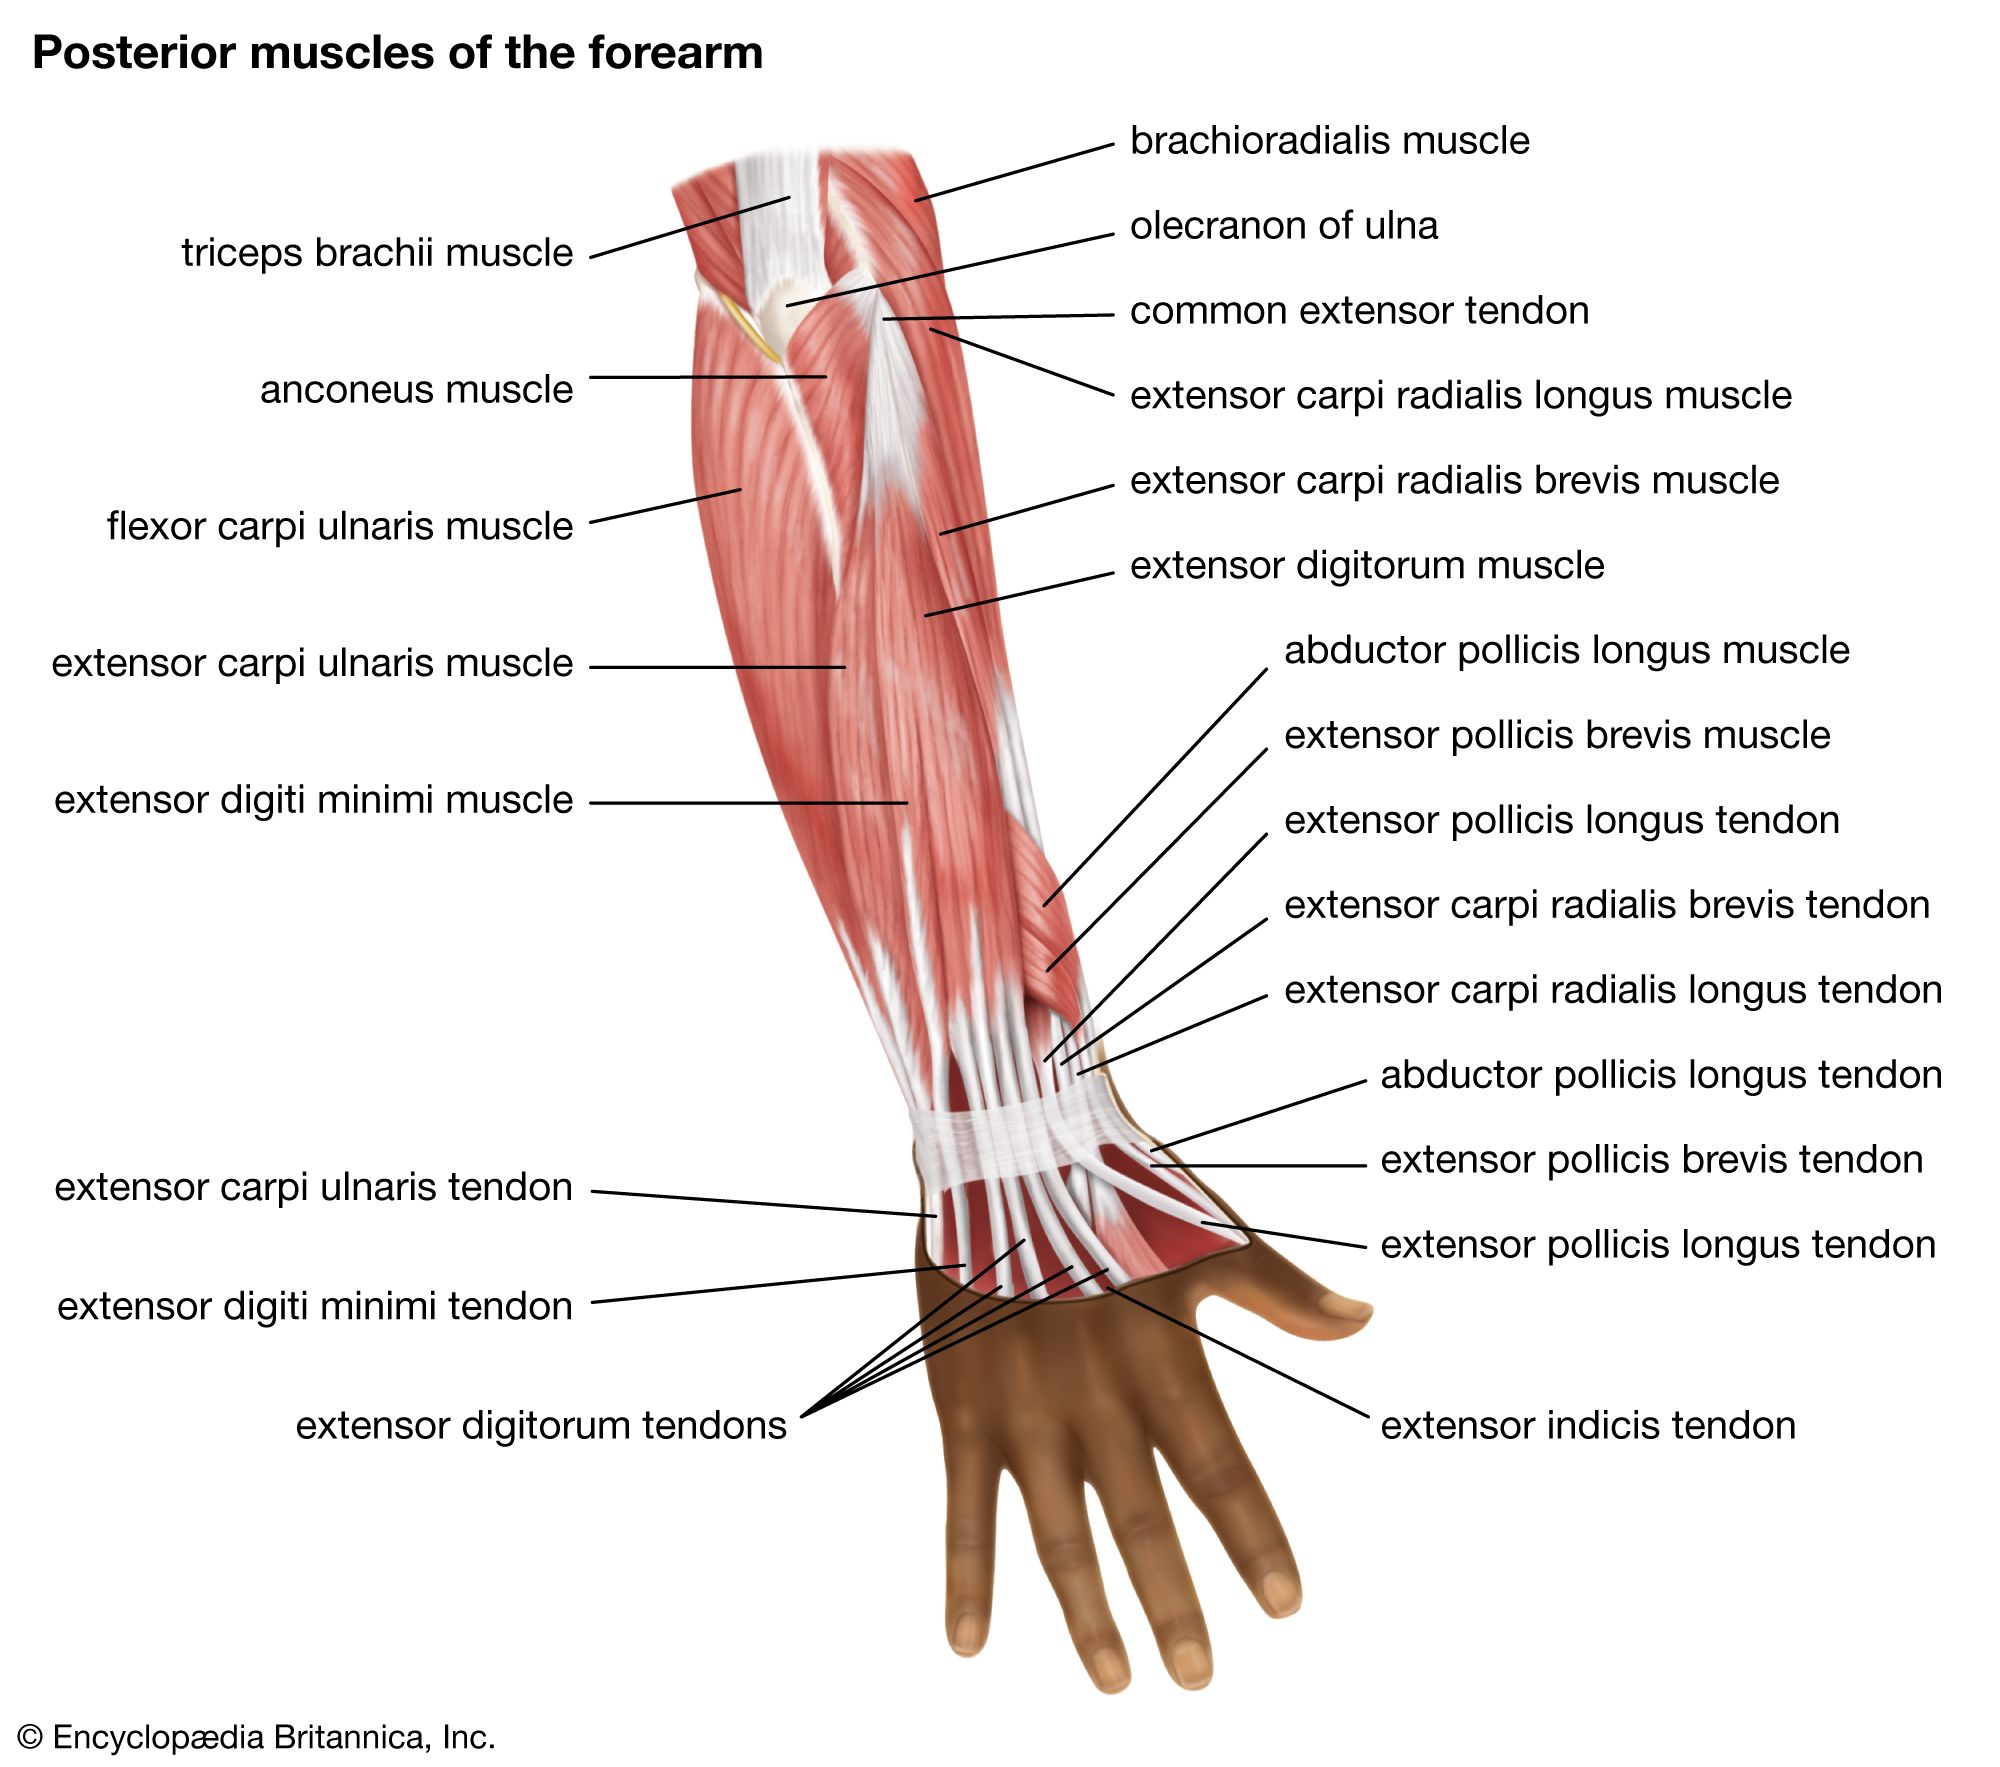 Posterior muscles of the forearm
triceps brachii muscle
anconeus muscle
flexor carpi ulnaris muscle
extensor carpi ulnaris muscle
extensor digiti minimi muscle
extensor carpi ulnaris tendon
extensor digiti minimi tendon
extensor digitorum tendons
brachioradialis muscle
olecranon of ulna
common extensor tendon
extensor carpi radialis longus muscle
extensor carpi radialis brevis muscle
extensor digitorum muscle
abductor pollicis longus muscle
extensor pollicis brevis muscle
extensor pollicis longus tendon
extensor carpi radialis brevis tendon
extensor carpi radialis longus tendon
abductor pollicis longus tendon
extensor pollicis brevis tendon
extensor pollicis longus tendon
extensor indicis tendon
© Encyclopædia Britannica, Inc.